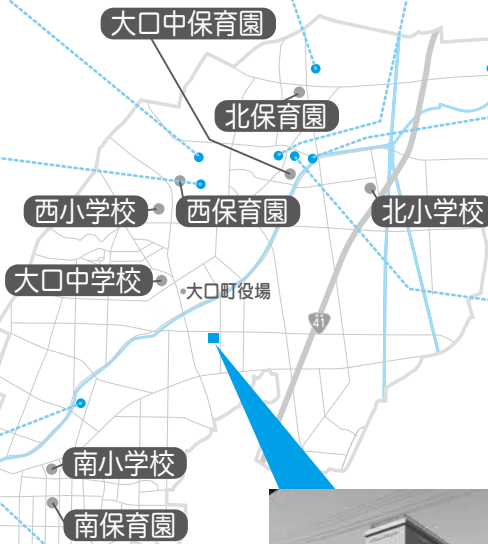 大口中保育園
北保育園
西小学校
西保育園
北小学校
大口中学校
大口町役場
41
南小学校
南保育園